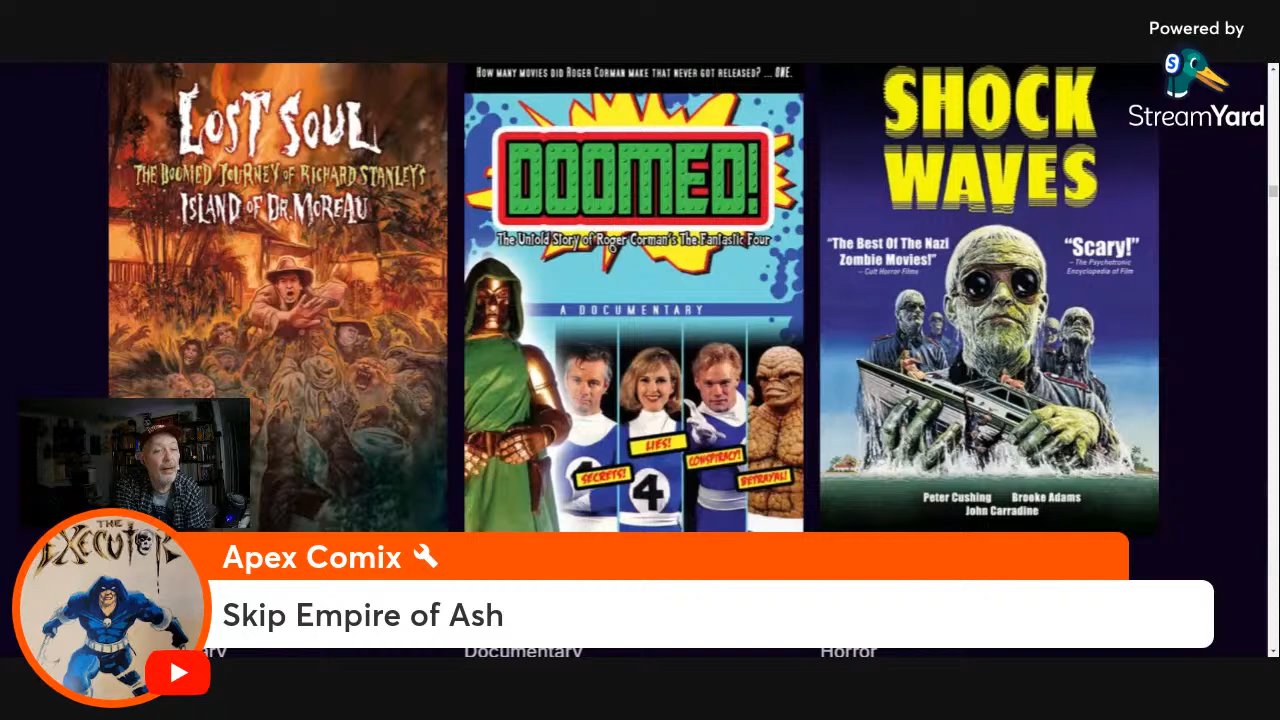 Powered by
S
StreamYard
LOST SOUL
THE DOOMED JOURNEY OF RICHARD STANLEY'S
ISLAND OF DR. MOREAU
HOW MANY MOVIES DID ROGER CORMAN MAKE THAT NEVER GOT RELEASED? ... ONE.
DOOMED!
The Untold Story of Roger Corman's The Fantastic Four
A DOCUMENTARY
SECRETS!
LIES!
CONSPIRACY!
BETRAYAL!
4
SHOCK
WAVES
"The Best Of The Nazi
Zombie Movies!"
– Cult Horror Films
"Scary!"
– The Psychotronic
Encyclopedia of Film
Peter Cushing Brooke Adams
John Carradine
THE
EXECUTOR
Apex Comix
Skip Empire of Ash
Documentary
Horror